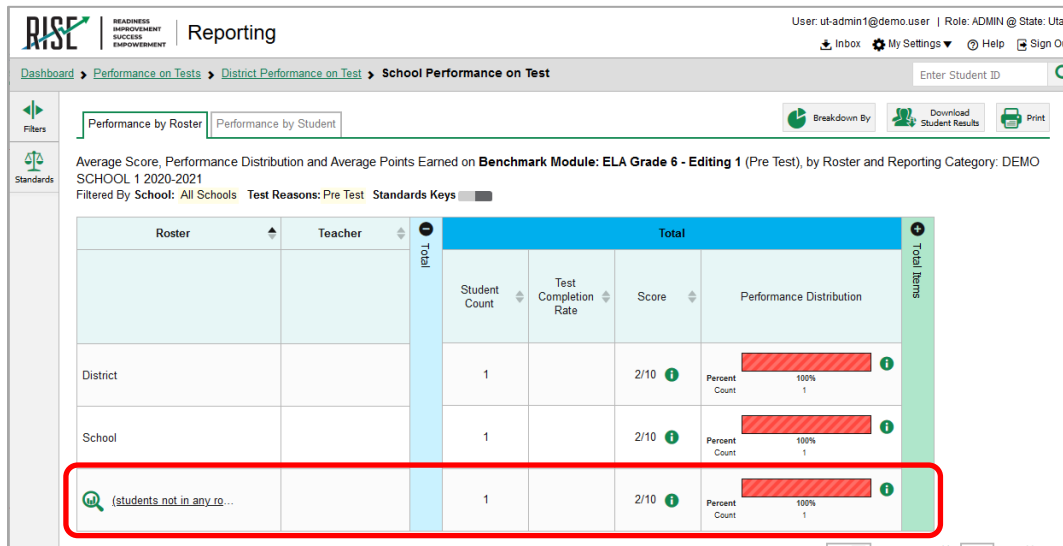 User: ut-admin1@demo.user | Role: ADMIN @ State: Uta
RISE
READINESS
IMPROVEMENT
SUCCESS
EMPOWERMENT
Reporting
Inbox My Settings▼ Help Sign O
Dashboard Performance on Tests District Performance on Test School Performance on Test
Enter Student ID
Filters
Standards
Performance by Roster Performance by Student
Breakdown By
Download
Student Results
Print
Average Score, Performance Distribution and Average Points Earned on Benchmark Module: ELA Grade 6 - Editing 1 (Pre Test), by Roster and Reporting Category: DEMO
SCHOOL 1 2020-2021
Filtered By School: All Schools Test Reasons: Pre Test Standards Keys
Roster Teacher Total Total Total Items
Student
Count
Test
Completion
Rate
Score
Performance Distribution
District 1 2/10
Percent 100%
Count 1
School 1 2/10
Percent 100%
Count 1
(students not in any ro... 1 2/10
Percent 100%
Count 1